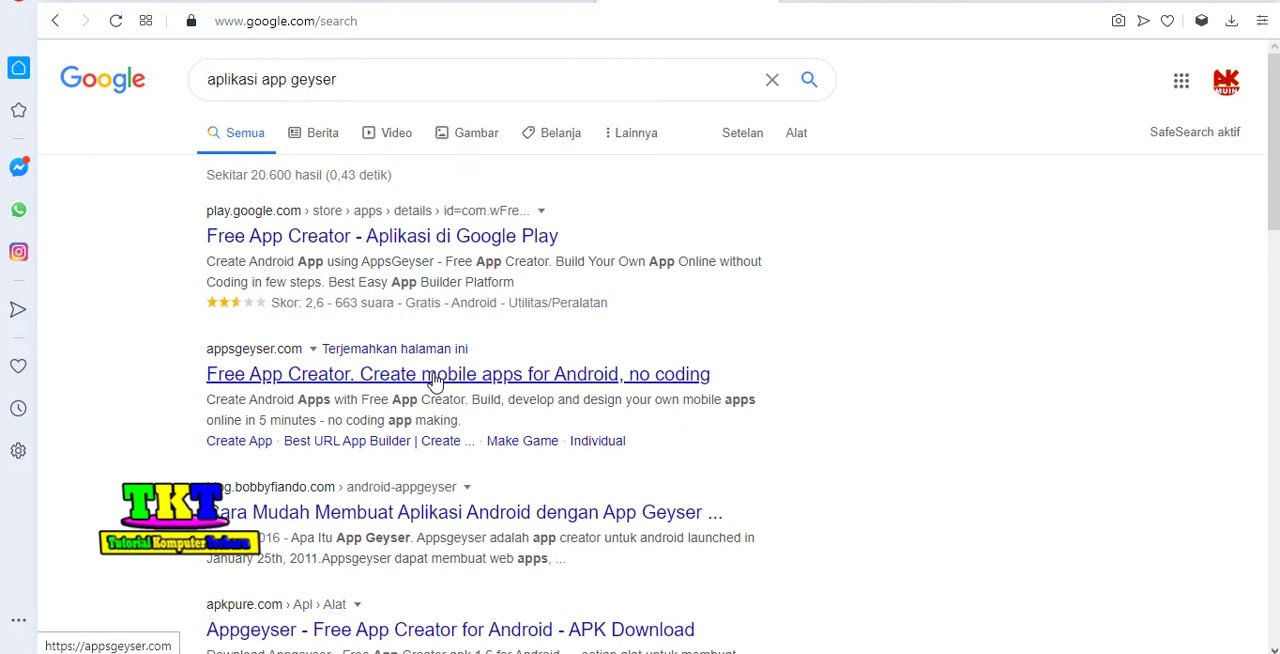 www.google.com/search
Google
aplikasi app geyser
AK
MUIN
Semua
Berita
Video
Gambar
Belanja
Lainnya
Setelan
Alat
SafeSearch aktif
Sekitar 20.600 hasil (0,43 detik)
play.google.com › store › apps › details › id=com.wFre...
Free App Creator - Aplikasi di Google Play
Create Android App using AppsGeyser - Free App Creator. Build Your Own App Online without
Coding in few steps. Best Easy App Builder Platform
Skor: 2,6 - 663 suara - Gratis - Android - Utilitas/Peralatan
appsgeyser.com Terjemahkan halaman ini
Free App Creator. Create mobile apps for Android, no coding
Create Android Apps with Free App Creator. Build, develop and design your own mobile apps
online in 5 minutes - no coding app making.
Create App · Best URL App Builder | Create ... · Make Game · Individual
og.bobbyfiando.com › android-appgeyser
Cara Mudah Membuat Aplikasi Android dengan App Geyser ...
016 - Apa Itu App Geyser. Appsgeyser adalah app creator untuk android launched in
January 25th, 2011.Appsgeyser dapat membuat web apps, ...
TKT
Tutorial Komputer Terbaru
apkpure.com › Apl › Alat
Appgeyser - Free App Creator for Android - APK Download
https://appsgeyser.com